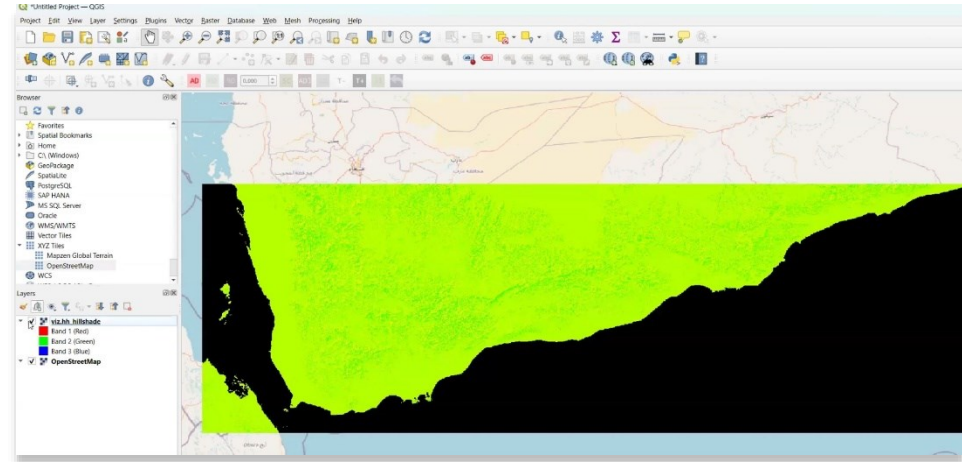 *Untitled Project — QGIS
Project Edit View Layer Settings Plugins Vector Raster Database Web Mesh Processing Help
0,000
Browser
Favorites
Spatial Bookmarks
Home
C:\ (Windows)
GeoPackage
SpatiaLite
PostgreSQL
SAP HANA
MS SQL Server
Oracle
WMS/WMTS
Vector Tiles
XYZ Tiles
Mapzen Global Terrain
OpenStreetMap
WCS
Layers
viz.hh_hillshade
Band 1 (Red)
Band 2 (Green)
Band 3 (Blue)
OpenStreetMap